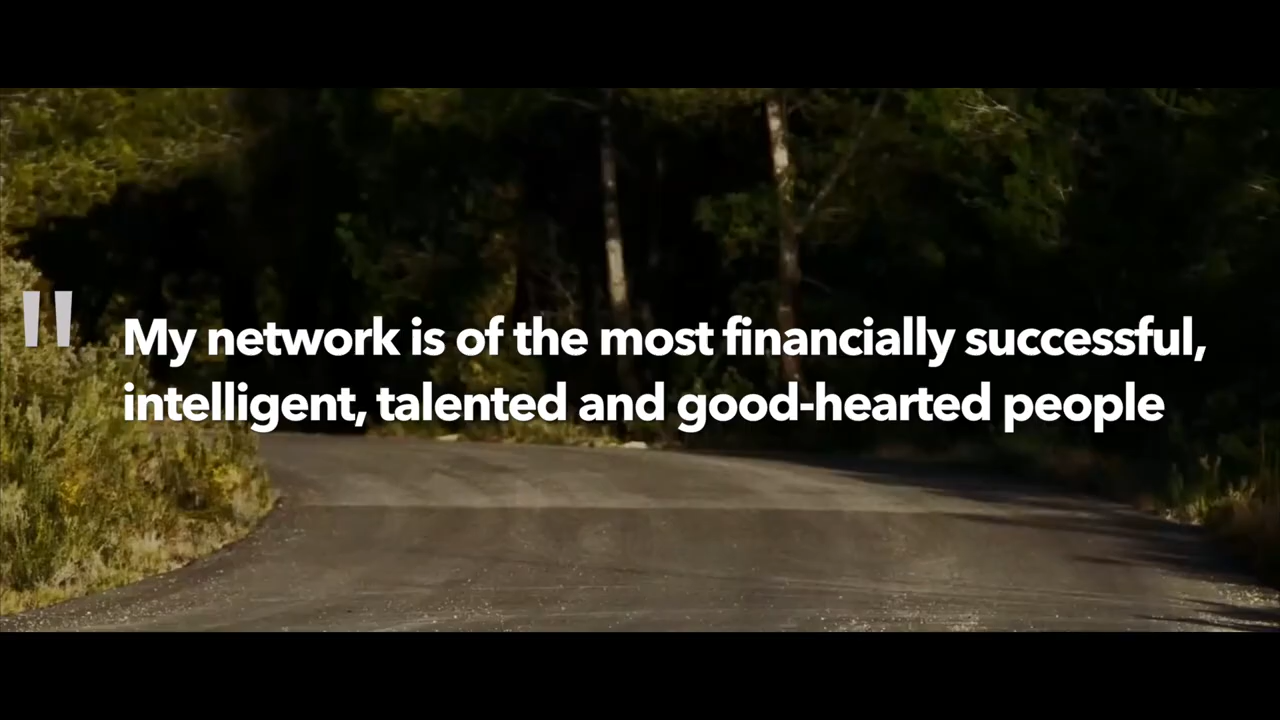 " My network is of the most financially successful,
intelligent, talented and good-hearted people